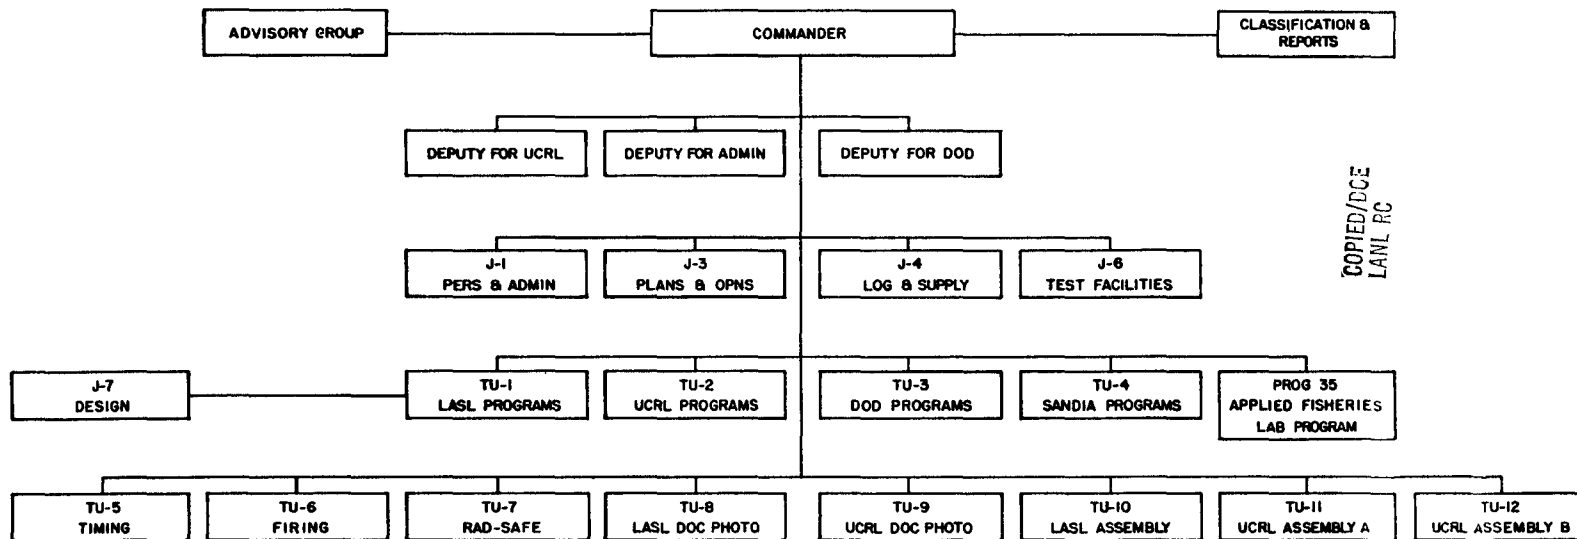 ADVISORY GROUP
COMMANDER
CLASSIFICATION &
REPORTS
DEPUTY FOR UCRL
DEPUTY FOR ADMIN
DEPUTY FOR DOD
COPIED/DOE
LANL RC
J-1
PERS & ADMIN
J-3
PLANS & OPNS
J-4
LOG & SUPPLY
J-6
TEST FACILITIES
J-7
DESIGN
TU-1
LASL PROGRAMS
TU-2
UCRL PROGRAMS
TU-3
DOD PROGRAMS
TU-4
SANDIA PROGRAMS
PROG 35
APPLIED FISHERIES
LAB PROGRAM
TU-5
TIMING
TU-6
FIRING
TU-7
RAD-SAFE
TU-8
LASL DOC PHOTO
TU-9
UCRL DOC PHOTO
TU-10
LASL ASSEMBLY
TU-11
UCRL ASSEMBLY A
TU-12
UCRL ASSEMBLY B